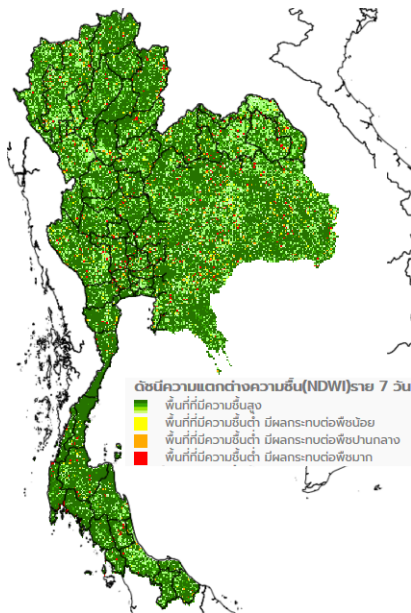 ดัชนีความแตกต่างความชื้น(NDWI)ราย 7 วัน
พื้นที่ที่มีความชื้นสูง
พื้นที่ที่มีความชื้นต่ำ มีผลกระทบต่อพืชน้อย
พื้นที่ที่มีความชื้นต่ำ มีผลกระทบต่อพืชปานกลาง
พื้นที่ที่มีความชื้นต่ำ มีผลกระทบต่อพืชมาก